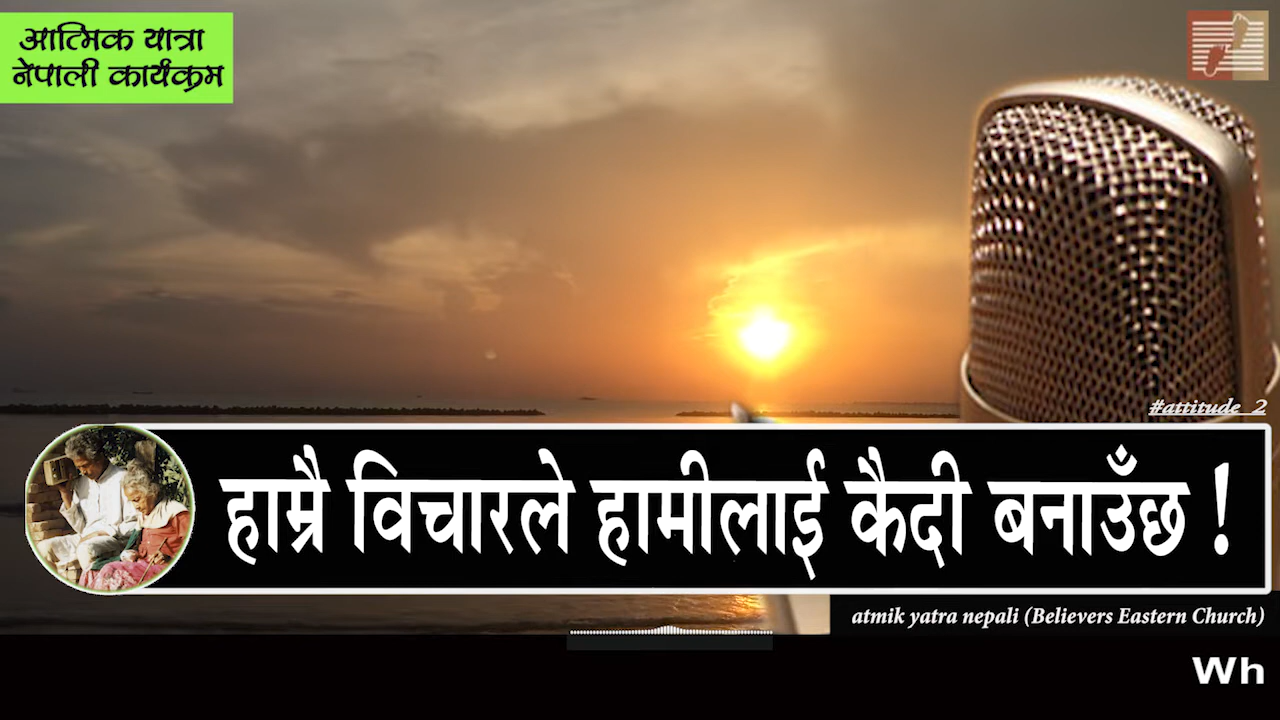 आत्मिक यात्रा
नेपाली कार्यक्रम
#attitude_2
हाम्रै विचारले हामीलाई कैदी बनाउँछ !
atmik yatra nepali (Believers Eastern Church)
Wh